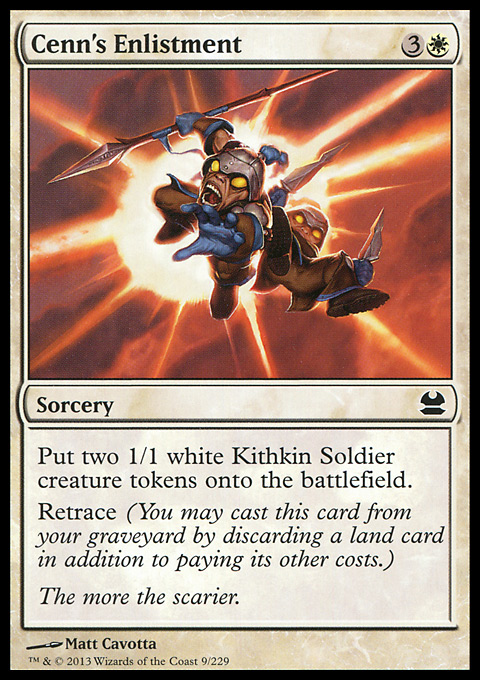 Cenn's Enlistment 3
Sorcery
Put two 1/1 white Kithkin Soldier
creature tokens onto the battlefield.
Retrace (You may cast this card from
your graveyard by discarding a land card
in addition to paying its other costs.)
The more the scarier.
Matt Cavotta
™ & © 2013 Wizards of the Coast 9/229